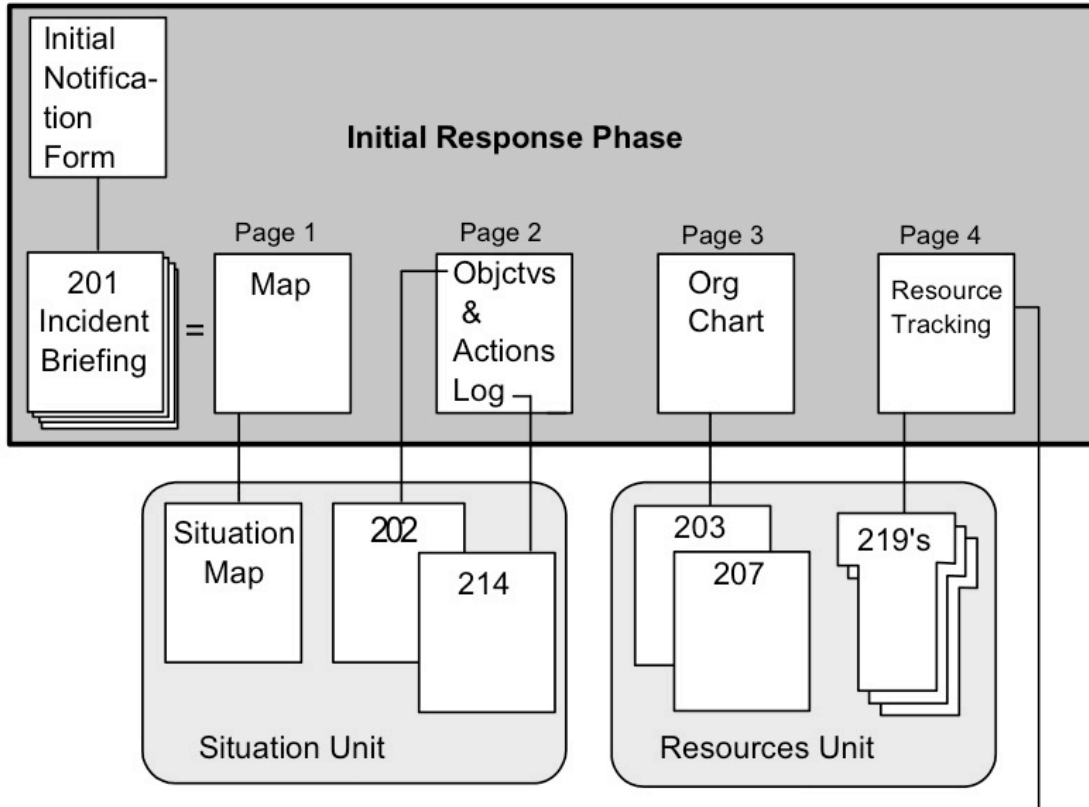 Initial
Notifica-
tion
Form
Initial Response Phase
Page 1
Page 2
Page 3
Page 4
201
Incident
Briefing
=
Map
Objctvs
&
Actions
Log
Org
Chart
Resource
Tracking
Situation
Map
202
214
203
207
219's
Situation Unit
Resources Unit